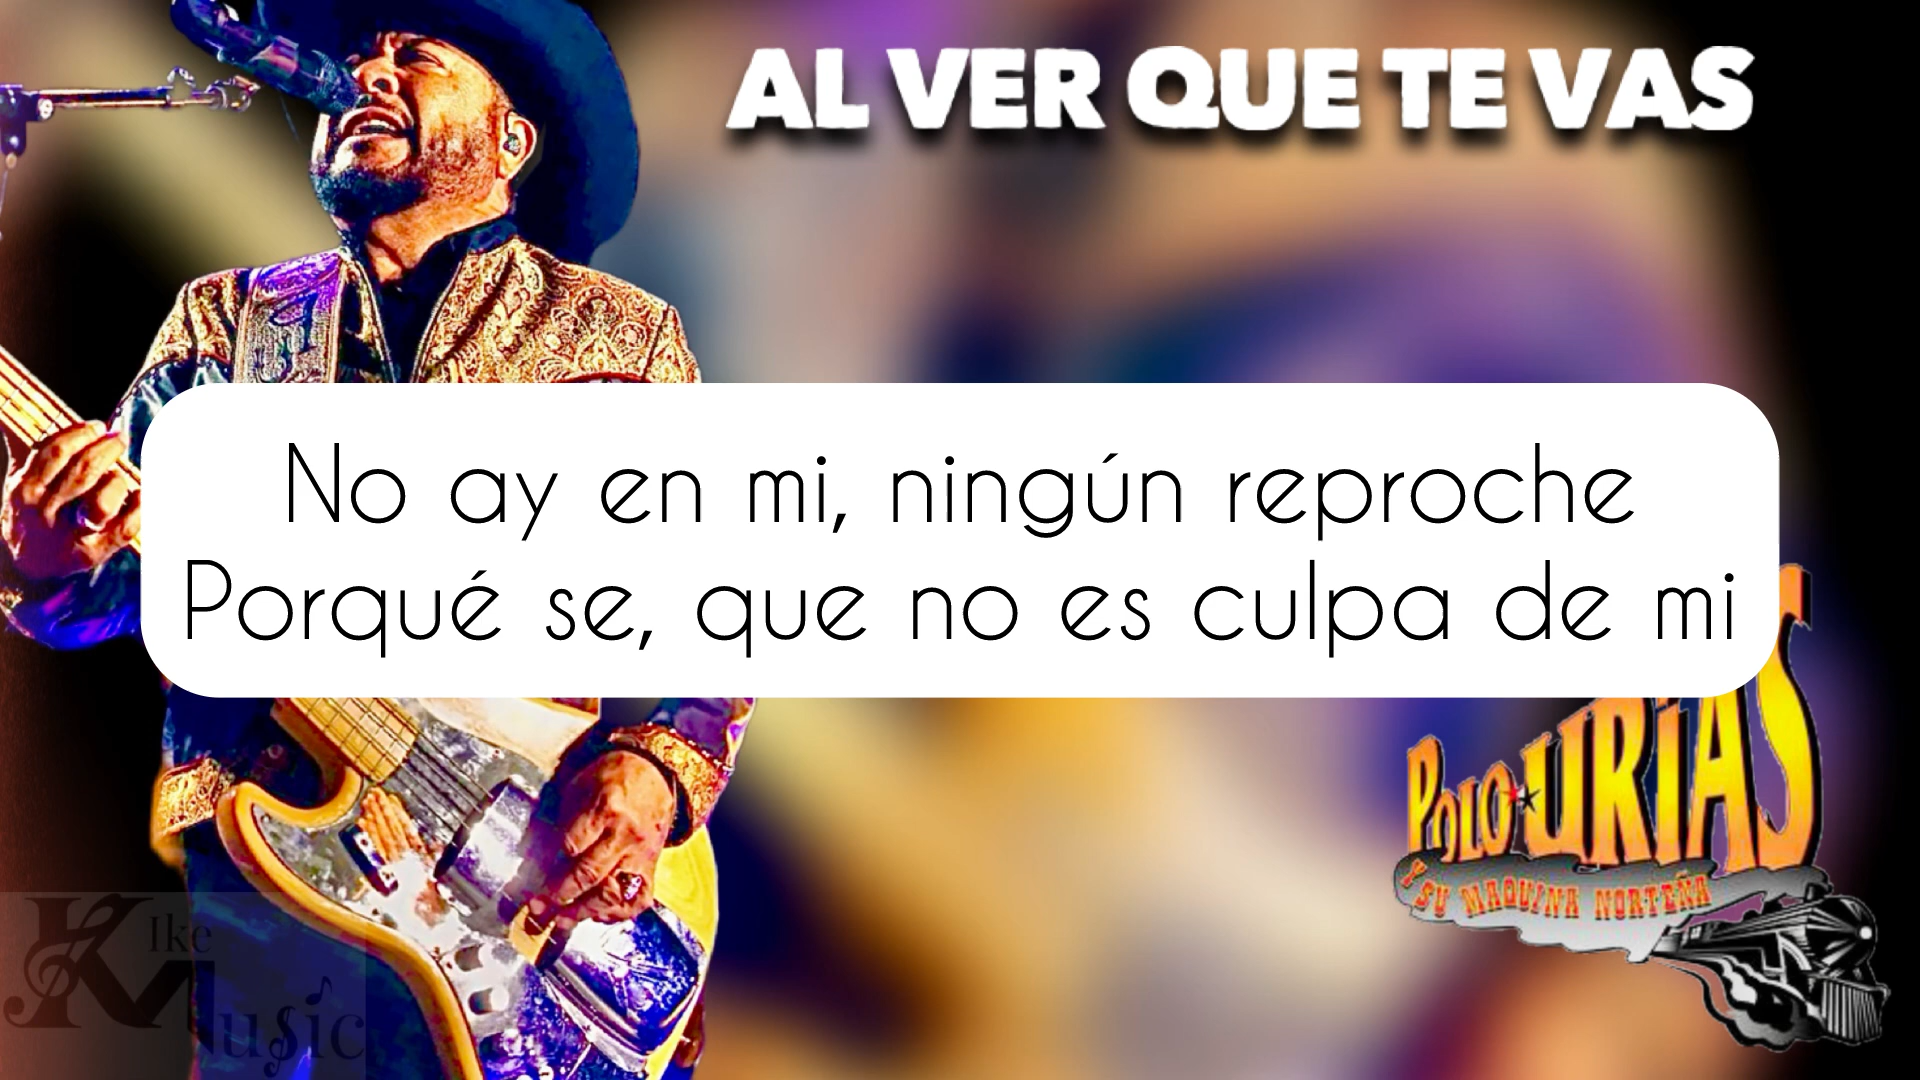 AL VER QUE TE VAS
No ay en mi, ningún reproche
Porqué se, que no es culpa de mi
POLO URIAS
Y SU MAQUINA NORTEÑA
Kike
Music